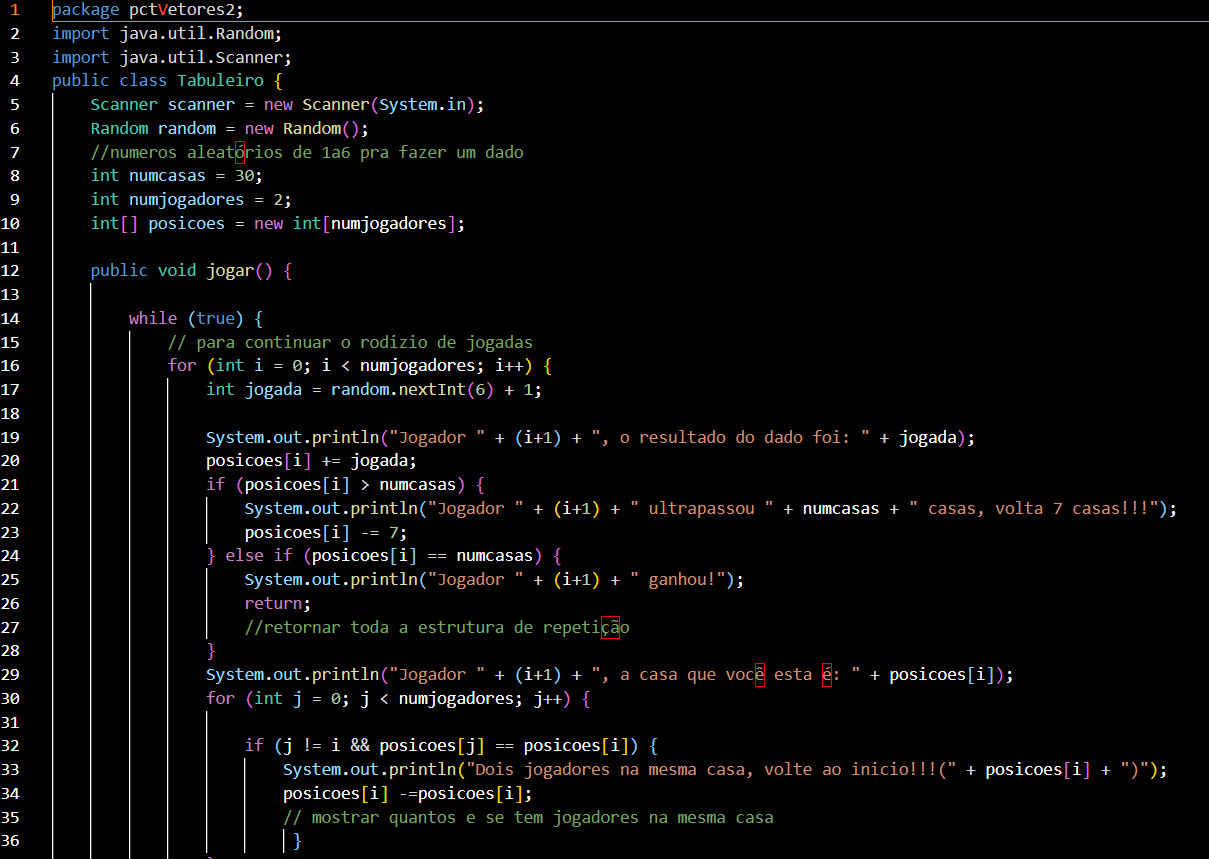 1 package pctVetores2;
2 import java.util.Random;
3 import java.util.Scanner;
4 public class Tabuleiro {
5 Scanner scanner = new Scanner(System.in);
6 Random random = new Random();
7 //numeros aleatórios de 1a6 pra fazer um dado
8 int numcasas = 30;
9 int numjogadores = 2;
10 int[] posicoes = new int[numjogadores];
11
12 public void jogar() {
13
14 while (true) {
15 // para continuar o rodizio de jogadas
16 for (int i = 0; i < numjogadores; i++) {
17 int jogada = random.nextInt(6) + 1;
18
19 System.out.println("Jogador " + (i+1) + ", o resultado do dado foi: " + jogada);
20 posicoes[i] += jogada;
21 if (posicoes[i] > numcasas) {
22 System.out.println("Jogador " + (i+1) + " ultrapassou " + numcasas + " casas, volta 7 casas!!!");
23 posicoes[i] -= 7;
24 } else if (posicoes[i] == numcasas) {
25 System.out.println("Jogador " + (i+1) + " ganhou!");
26 return;
27 //retornar toda a estrutura de repetição
28 }
29 System.out.println("Jogador " + (i+1) + ", a casa que você esta é: " + posicoes[i]);
30 for (int j = 0; j < numjogadores; j++) {
31
32 if (j != i && posicoes[j] == posicoes[i]) {
33 System.out.println("Dois jogadores na mesma casa, volte ao inicio!!!(" + posicoes[i] + ")");
34 posicoes[i] -=posicoes[i];
35 // mostrar quantos e se tem jogadores na mesma casa
36 }